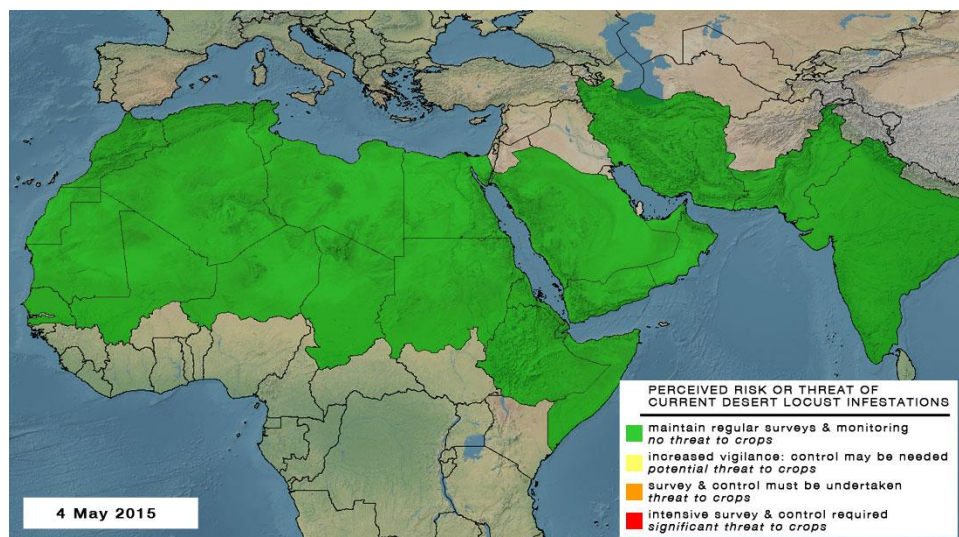 PERCEIVED RISK OR THREAT OF
CURRENT DESERT LOCUST INFESTATIONS
maintain regular surveys & monitoring
no threat to crops
increased vigilance: control may be needed
potential threat to crops
survey & control must be undertaken
threat to crops
intensive survey & control required
significant threat to crops
4 May 2015